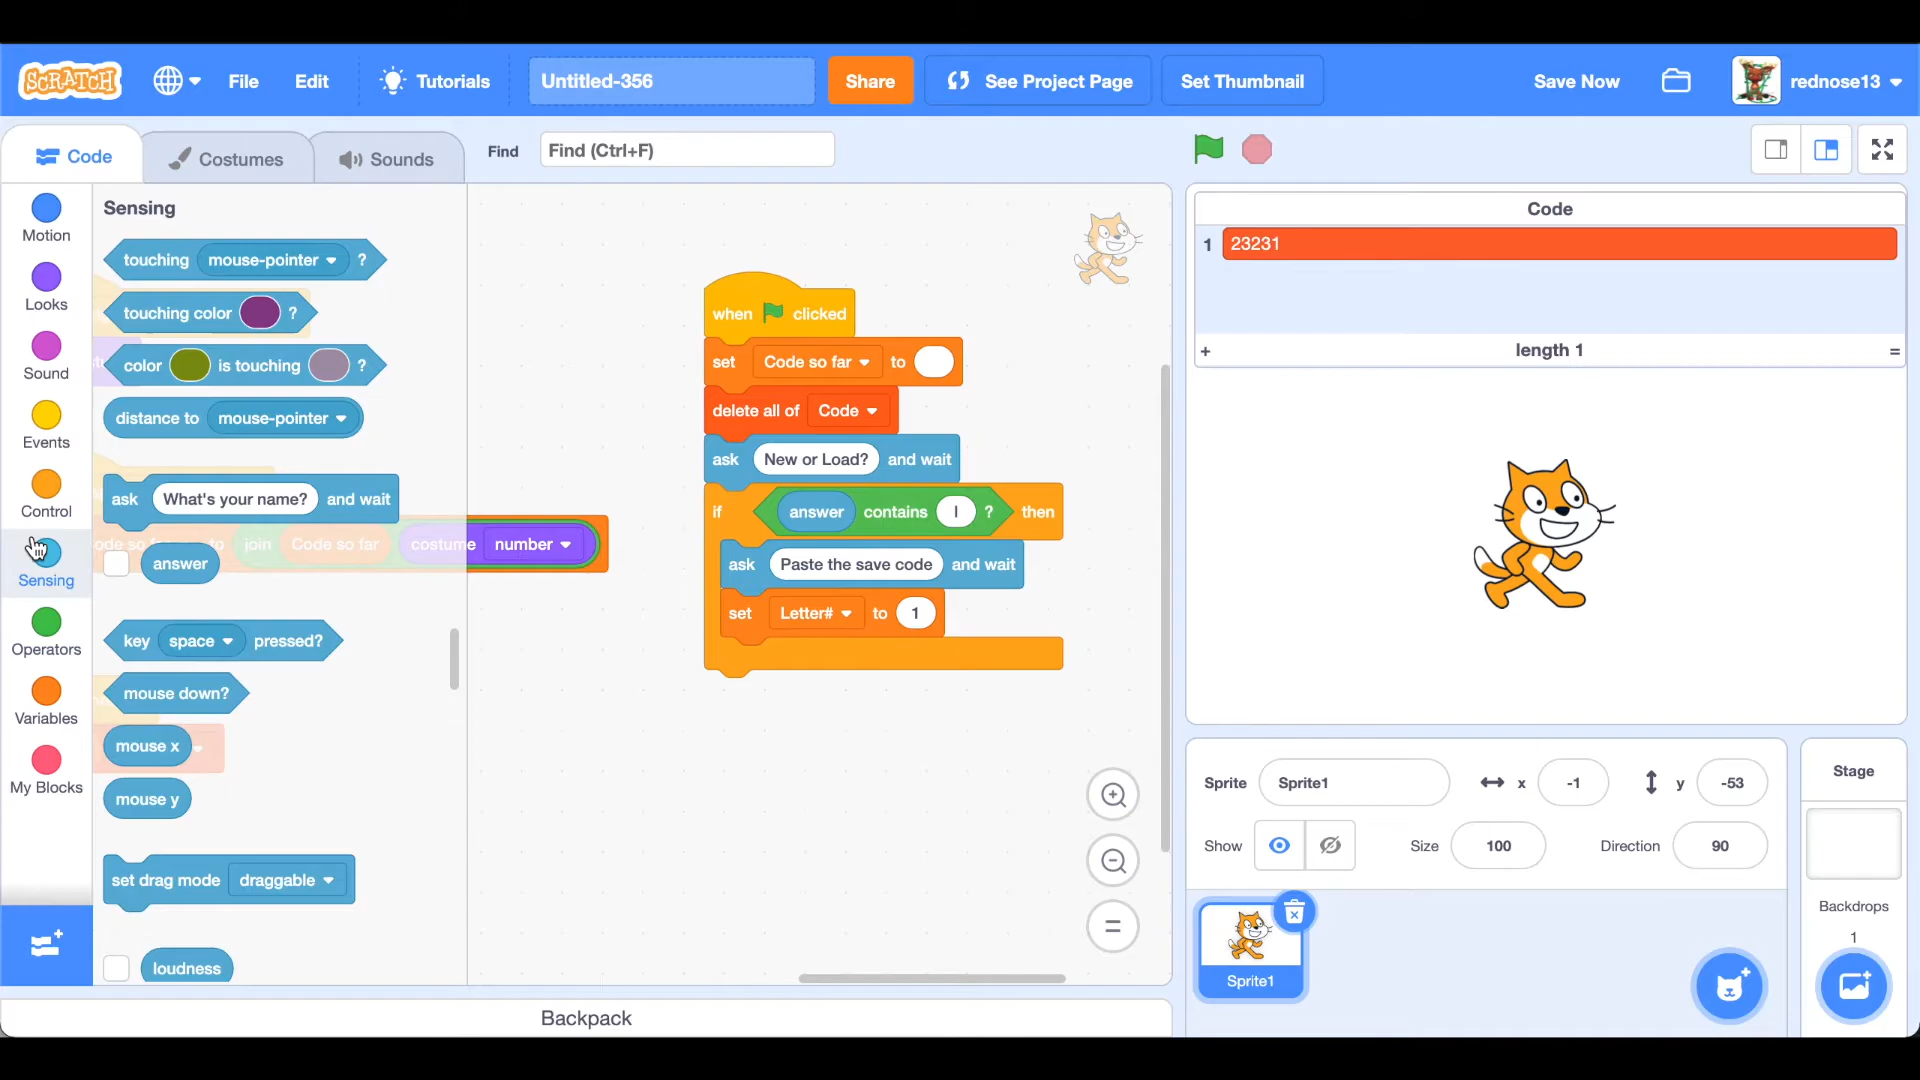 SCRATCH File Edit Tutorials Untitled-356 Share See Project Page Set Thumbnail Save Now rednose13
Code Costumes Sounds Find Find (Ctrl+F)
Motion
Looks
Sound
Events
Control
Sensing
Operators
Variables
My Blocks
Sensing
touching mouse-pointer ?
touching color ?
color is touching ?
distance to mouse-pointer
ask What's your name? and wait
answer
key space pressed?
mouse down?
mouse x
mouse y
set drag mode draggable
loudness
to join Code so far costume number
when clicked
set Code so far to
delete all of Code
ask New or Load? and wait
if answer contains l ? then
ask Paste the save code and wait
set Letter# to 1
Backpack
Code
1 23231
+ length 1 =
Sprite Sprite1 x -1 y -53
Show Size 100 Direction 90
Sprite1
Stage
Backdrops
1